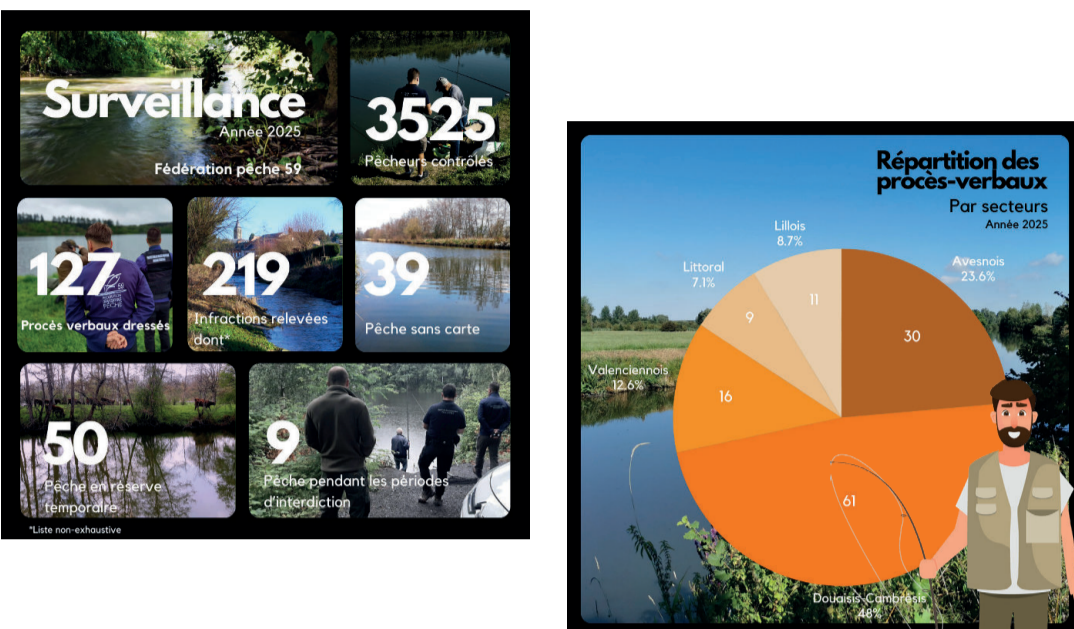 Surveillance
Année 2025
Fédération pêche 59
3525
Pêcheurs contrôlés
127
Procès verbaux dressés
219
Infractions relevées
dont*
39
Pêche sans carte
50
Pêche en réserve
temporaire
9
Pêche pendant les périodes
d'interdiction
*Liste non-exhaustive
Répartition des
procès-verbaux
Par secteurs
Année 2025
Lillois
8.7%
Littoral
7.1%
Avesnois
23.6%
Valenciennois
12.6%
Douaisis-Cambrésis
48%
11
9
30
16
61